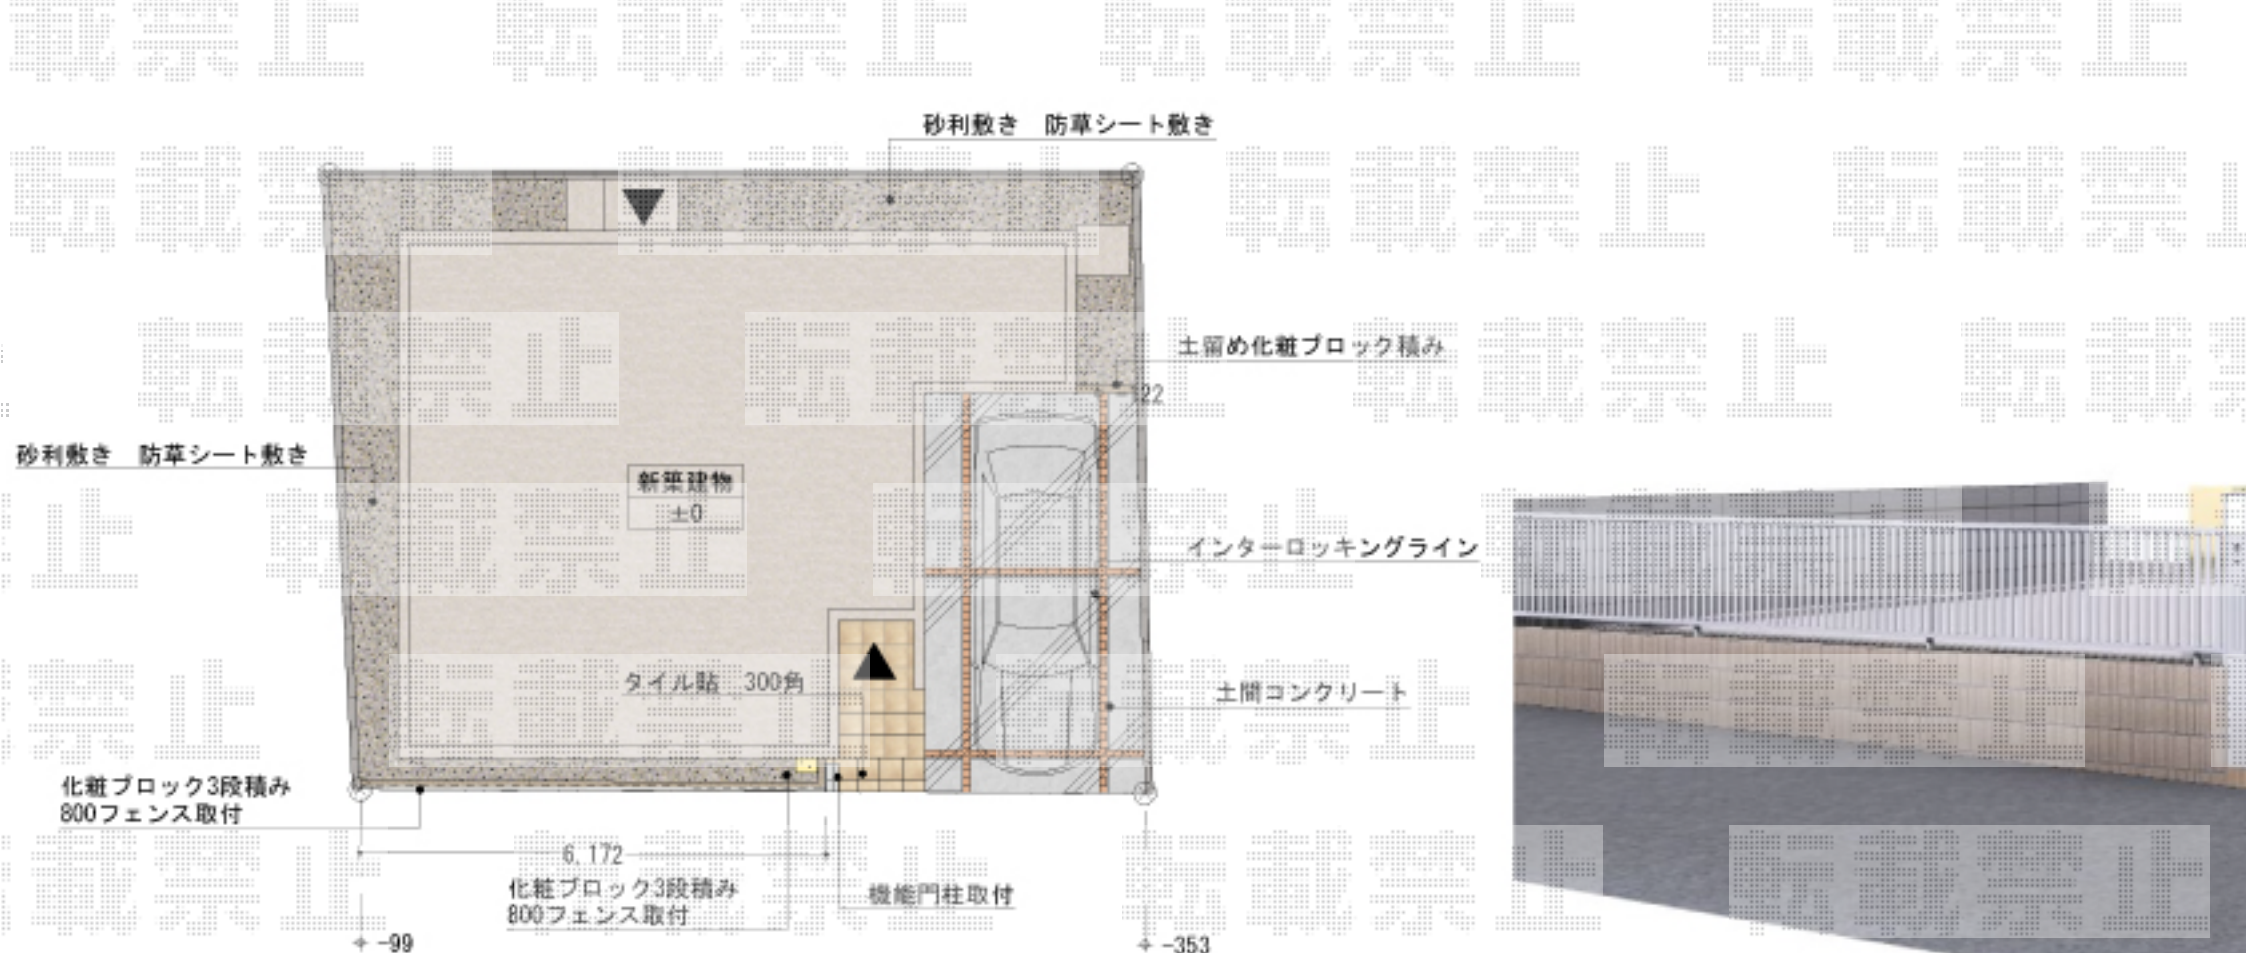 転載禁止
砂利敷き　防草シート敷き
土留め化粧ブロック積み
122
砂利敷き　防草シート敷き
新築建物
±0
インターロッキングライン
タイル貼　300角
土間コンクリート
化粧ブロック3段積み
800フェンス取付
6,172
化粧ブロック3段積み
800フェンス取付
機能門柱取付
-99
-353